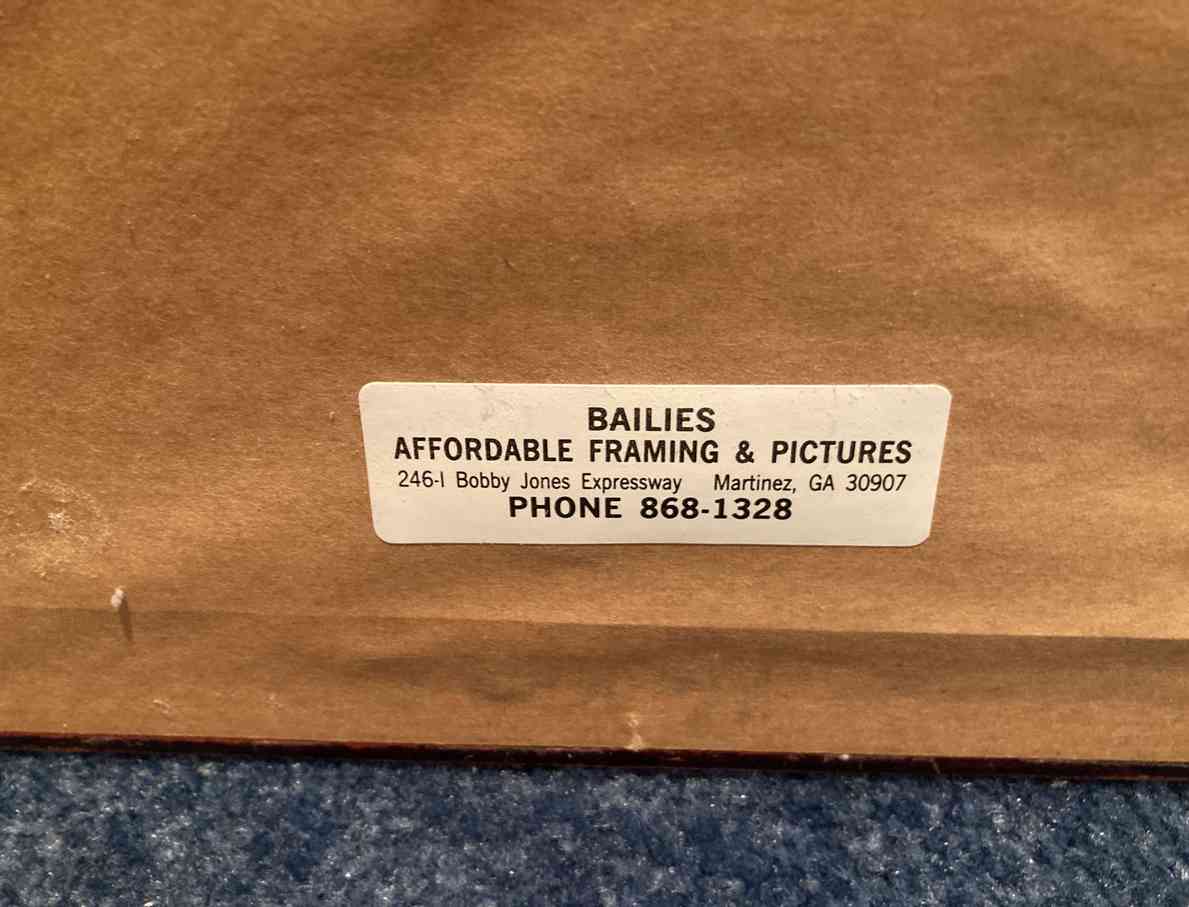 BAILIES
AFFORDABLE FRAMING & PICTURES
246-I Bobby Jones Expressway Martinez, GA 30907
PHONE 868-1328